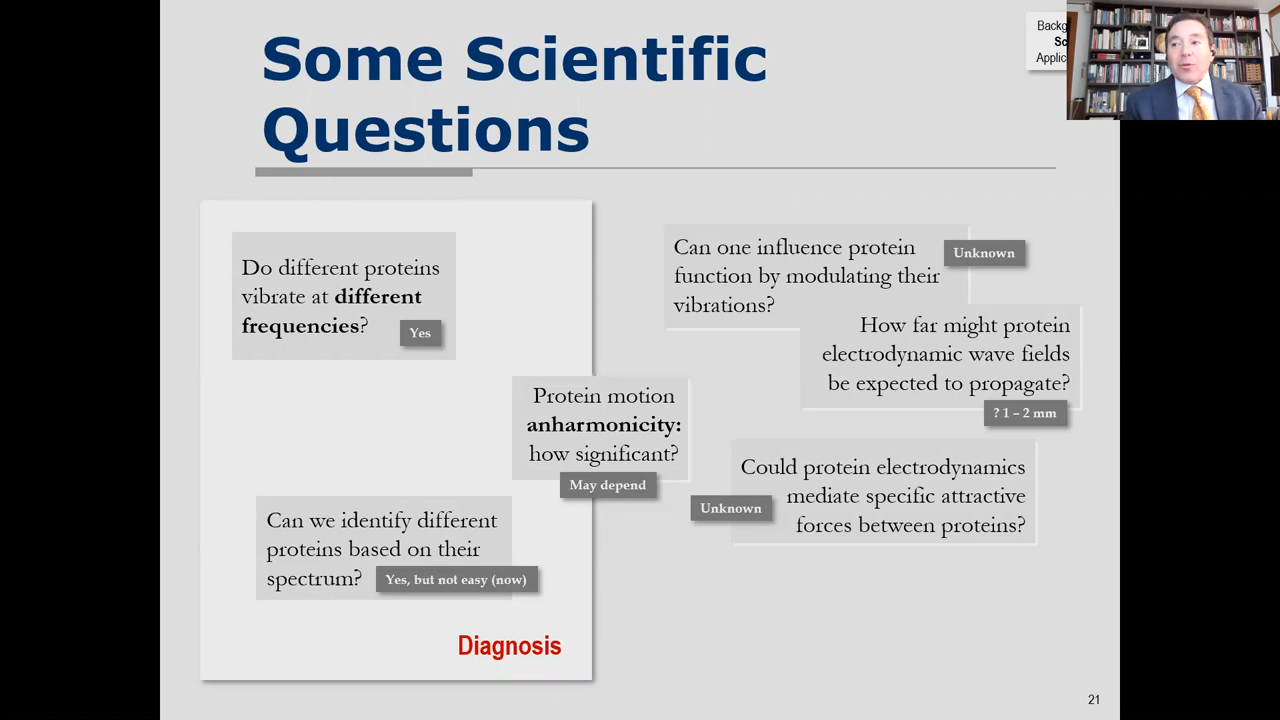 Some Scientific
Questions
Backg
Sc
Applic
Do different proteins
vibrate at different
frequencies?
Yes
Can one influence protein
function by modulating their
vibrations?
Unknown
How far might protein
electrodynamic wave fields
be expected to propagate?
? 1 – 2 mm
Protein motion
anharmonicity:
how significant?
May depend
Could protein electrodynamics
mediate specific attractive
forces between proteins?
Unknown
Can we identify different
proteins based on their
spectrum?
Yes, but not easy (now)
Diagnosis
21